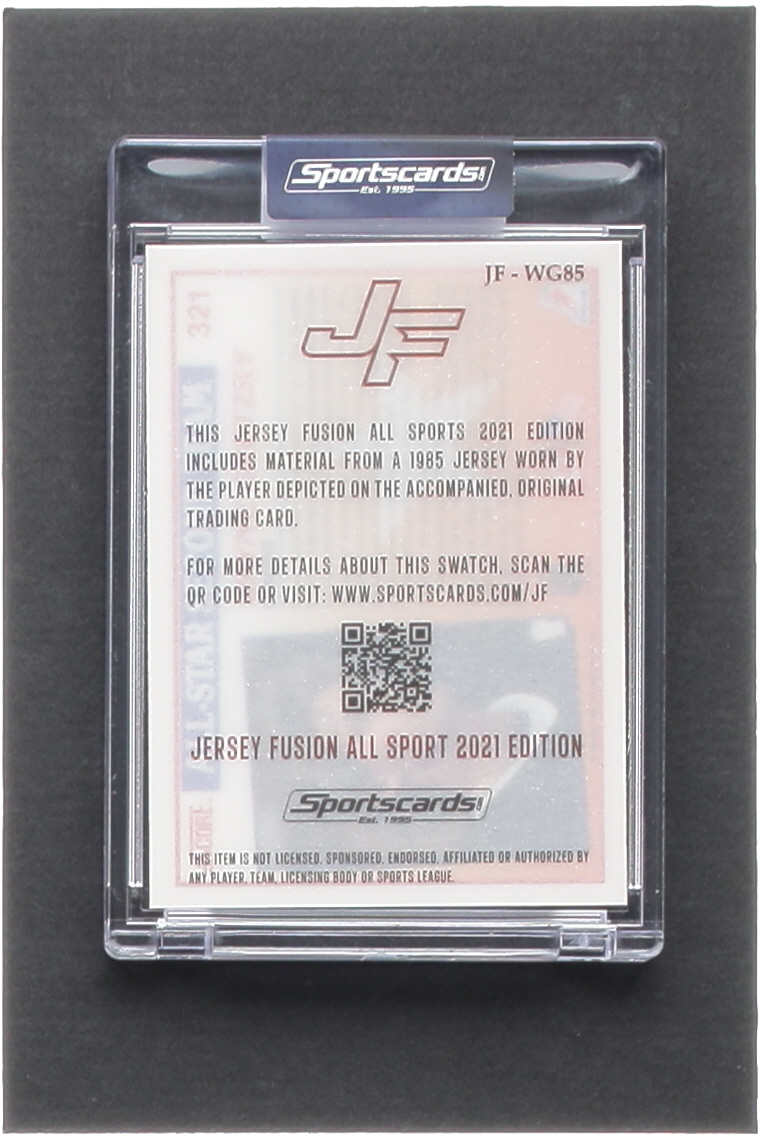 Sportscards!
Est. 1995
JF - WG85
JF
321
THIS JERSEY FUSION ALL SPORTS 2021 EDITION
INCLUDES MATERIAL FROM A 1985 JERSEY WORN BY
THE PLAYER DEPICTED ON THE ACCOMPANIED, ORIGINAL
TRADING CARD.
FOR MORE DETAILS ABOUT THIS SWATCH, SCAN THE
QR CODE OR VISIT: WWW.SPORTSCARDS.COM/JF
ALL-STAR
JERSEY FUSION ALL SPORT 2021 EDITION
Sportscards!
Est. 1995
THIS ITEM IS NOT LICENSED, SPONSORED, ENDORSED, AFFILIATED OR AUTHORIZED BY
ANY PLAYER, TEAM, LICENSING BODY OR SPORTS LEAGUE.